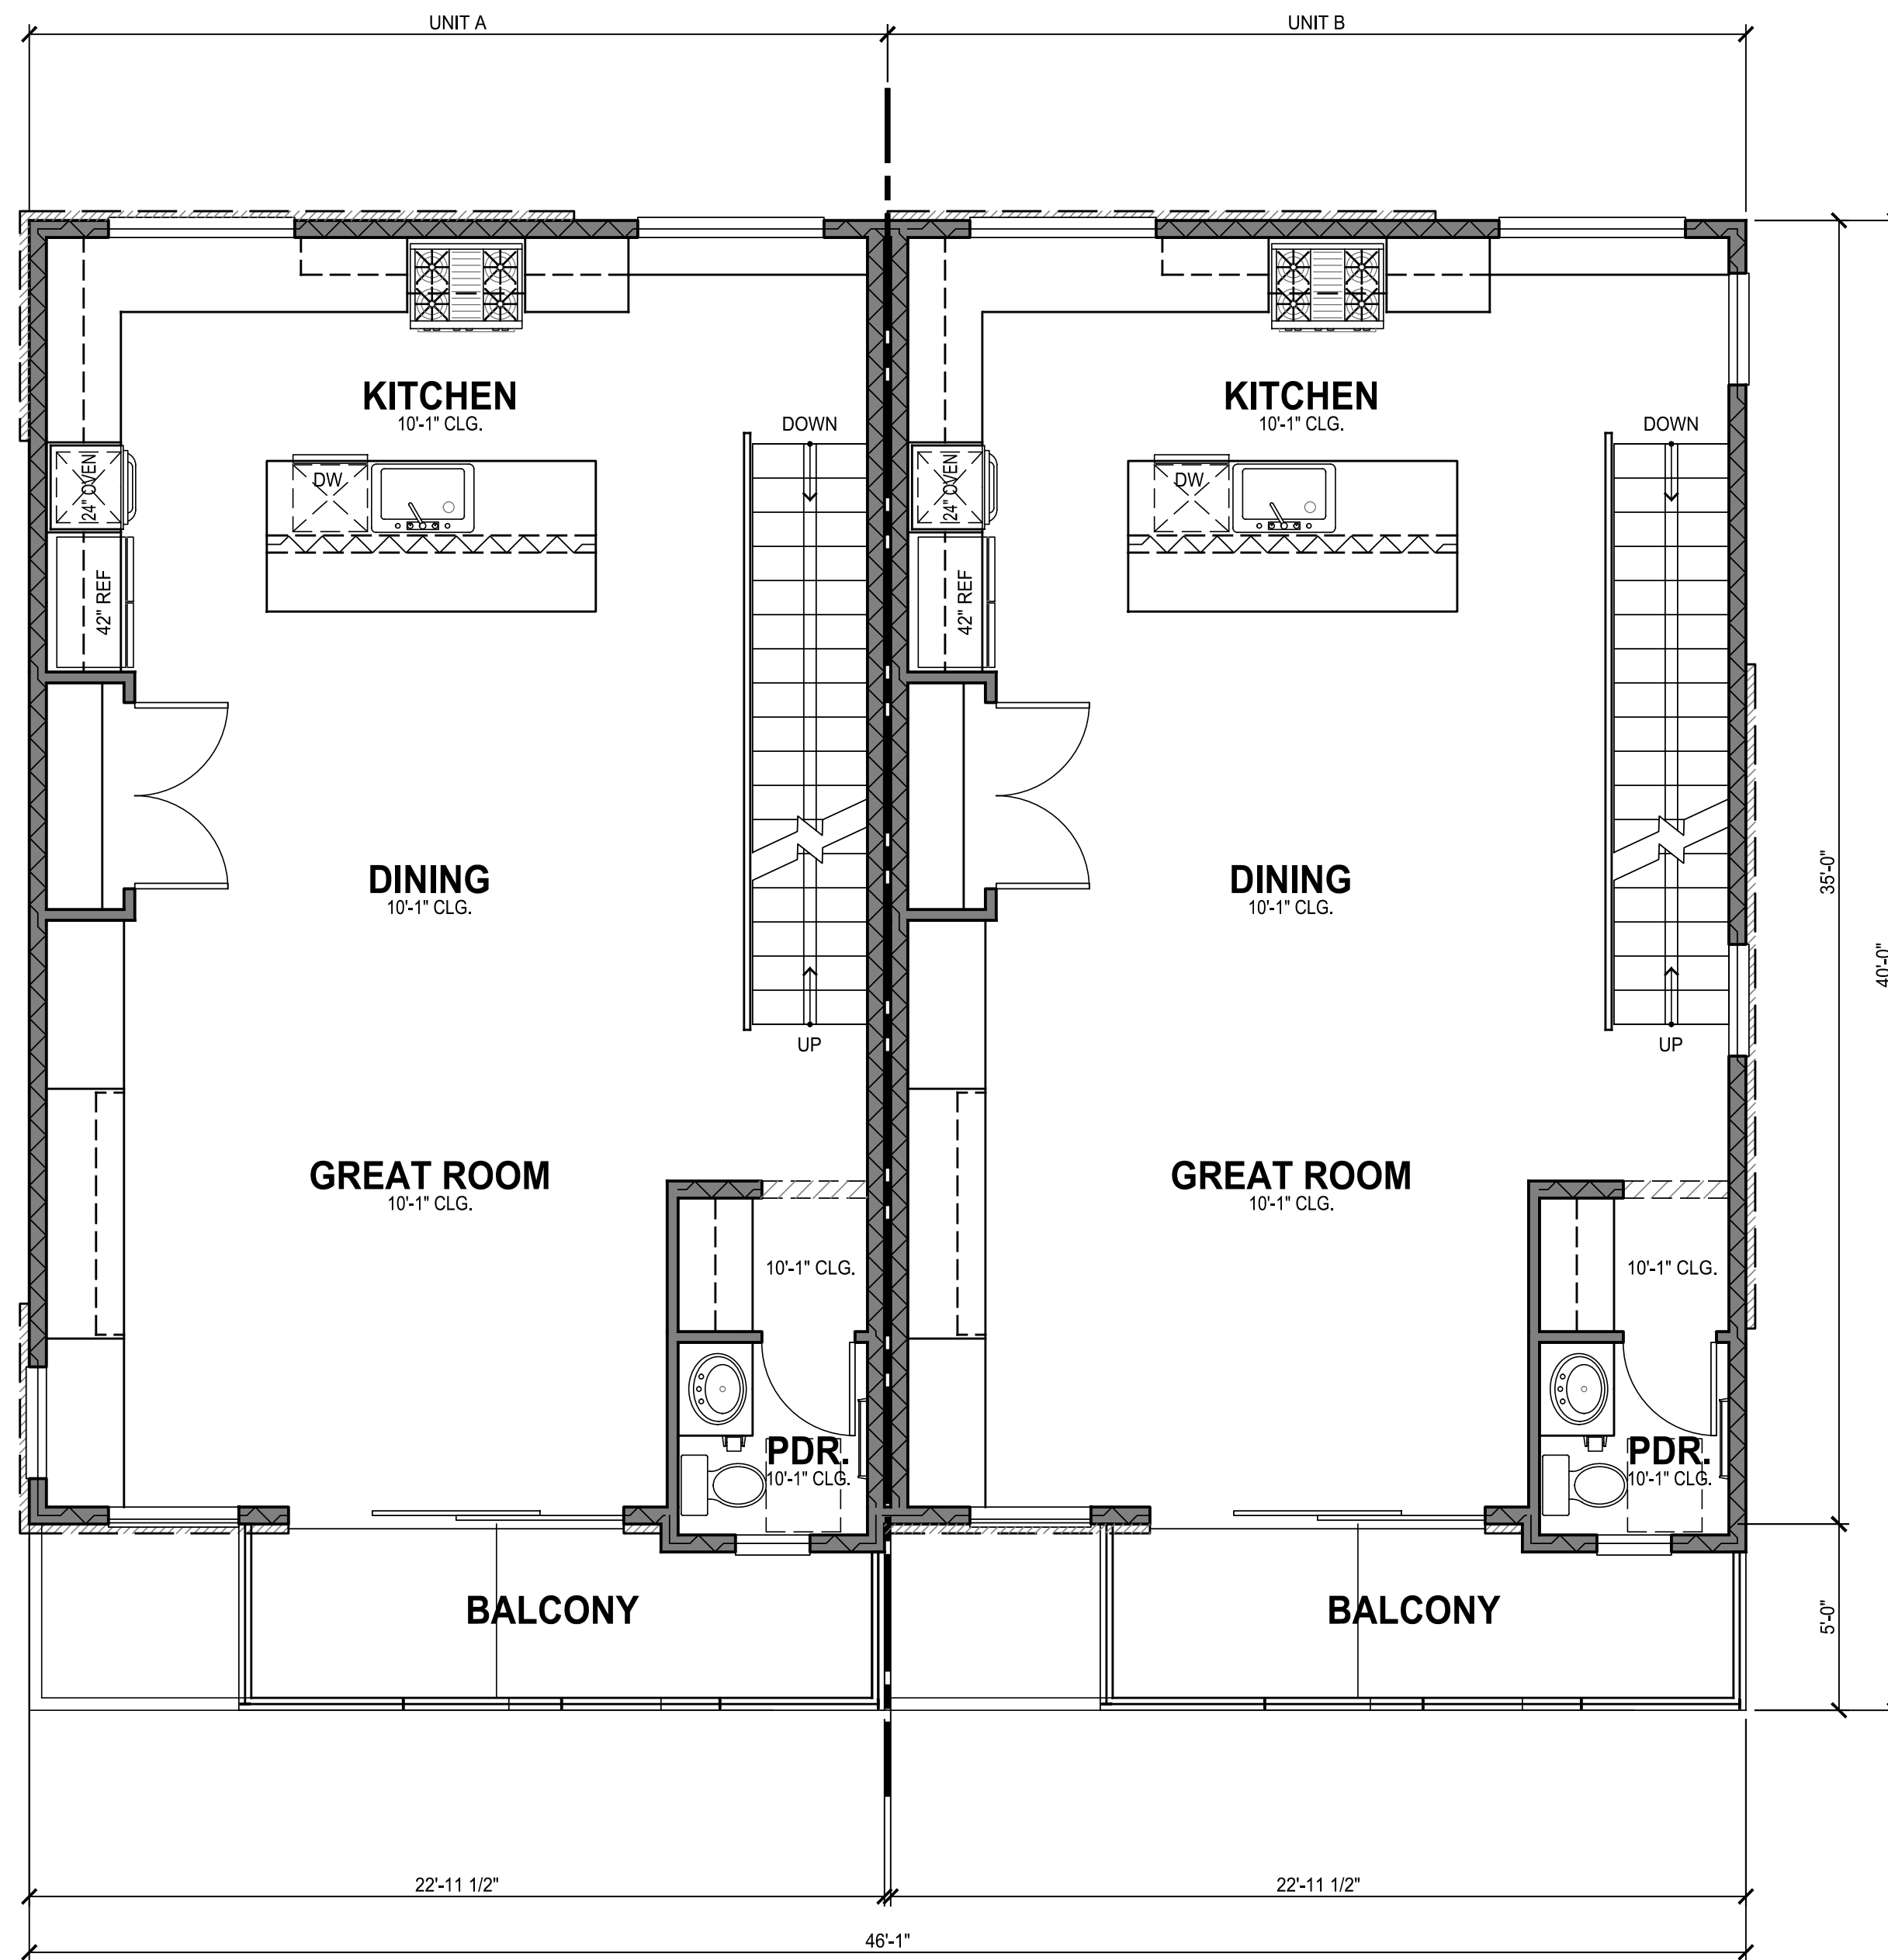 UNIT A
UNIT B
KITCHEN
10'-1" CLG.
DOWN
24" OVEN
DW
42" REF
DINING
10'-1" CLG.
UP
GREAT ROOM
10'-1" CLG.
10'-1" CLG.
PDR.
10'-1" CLG.
BALCONY
KITCHEN
10'-1" CLG.
DOWN
24" OVEN
DW
42" REF
DINING
10'-1" CLG.
UP
GREAT ROOM
10'-1" CLG.
10'-1" CLG.
PDR.
10'-1" CLG.
BALCONY
35'-0"
40'-0"
5'-0"
22'-11 1/2"
22'-11 1/2"
46'-1"